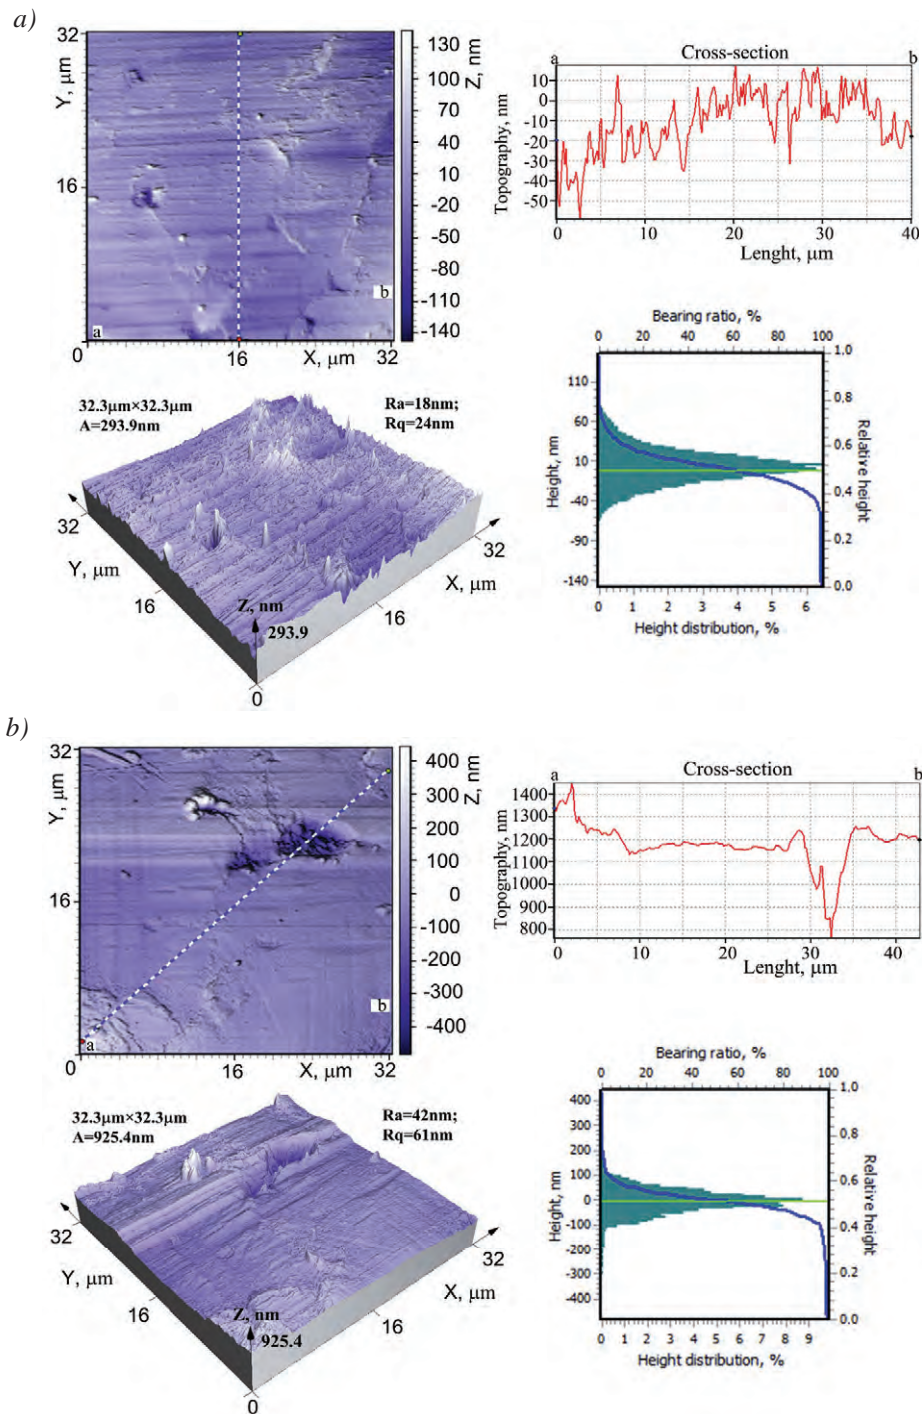 a)
32
16
0
Y, μm
a
b
16
32
X, μm
130
100
70
40
10
-20
-50
-80
-110
-140
Z, nm
Cross-section
a
b
10
0
-10
-20
-30
-40
-50
Topography, nm
0
10
20
30
40
Lenght, μm
32.3μm×32.3μm
A=293.9nm
Ra=18nm;
Rq=24nm
32
Y, μm
16
Z, nm
293.9
0
16
X, μm
32
Bearing ratio, %
0 20 40 60 80 100
110
60
10
-40
-90
-140
Height, nm
1.0
0.8
0.6
0.4
0.2
0.0
Relative height
0 1 2 3 4 5 6
Height distribution, %
b)
32
16
0
Y, μm
a
b
16
32
X, μm
400
300
200
100
0
-100
-200
-300
-400
Z, nm
Cross-section
a
b
1400
1300
1200
1100
1000
900
800
Topography, nm
0
10
20
30
40
Lenght, μm
32.3μm×32.3μm
A=925.4nm
Ra=42nm;
Rq=61nm
32
Y, μm
16
Z, nm
925.4
0
16
X, μm
32
Bearing ratio, %
0 20 40 60 80 100
400
300
200
100
0
-100
-200
-300
-400
Height, nm
1.0
0.8
0.6
0.4
0.2
0.0
Relative height
0 1 2 3 4 5 6 7 8 9
Height distribution, %